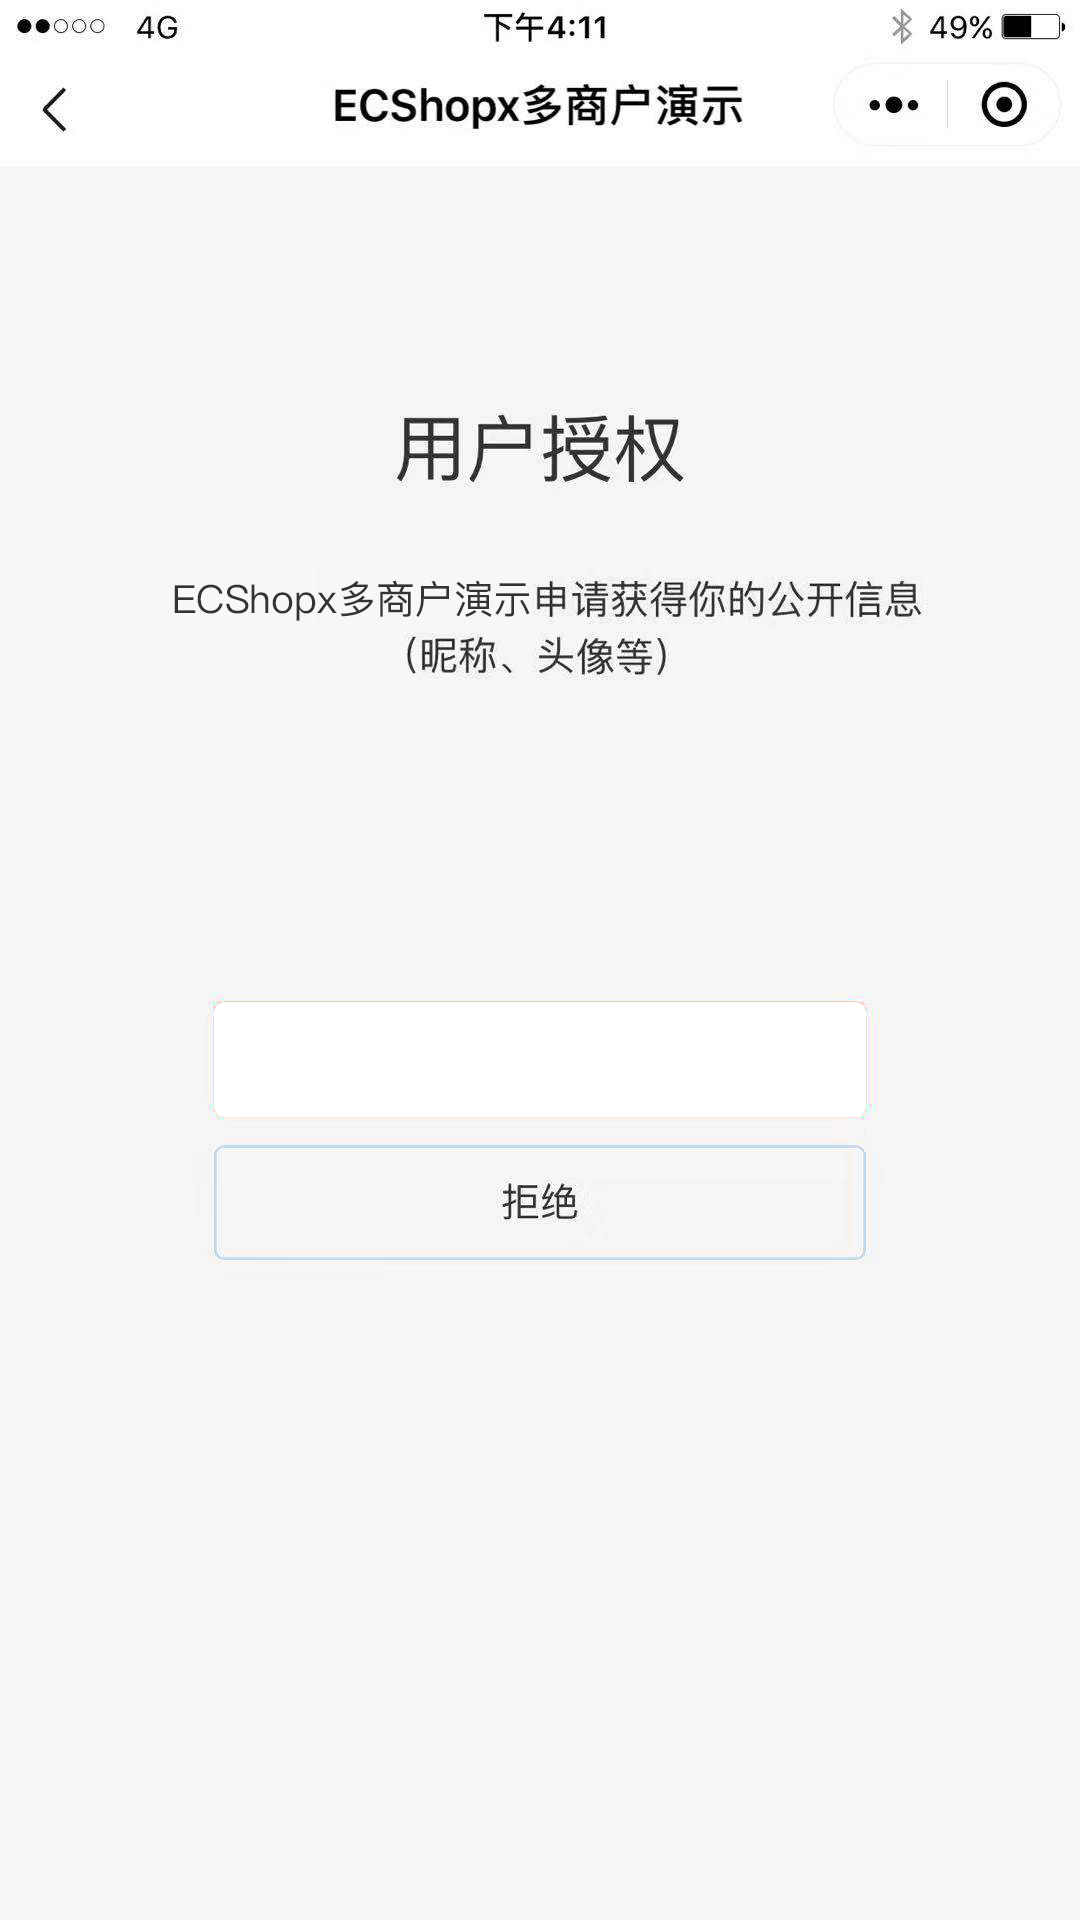 4G 下午4:11 49%
ECShopx多商户演示
用户授权
ECShopx多商户演示申请获得你的公开信息
（昵称、头像等）
拒绝